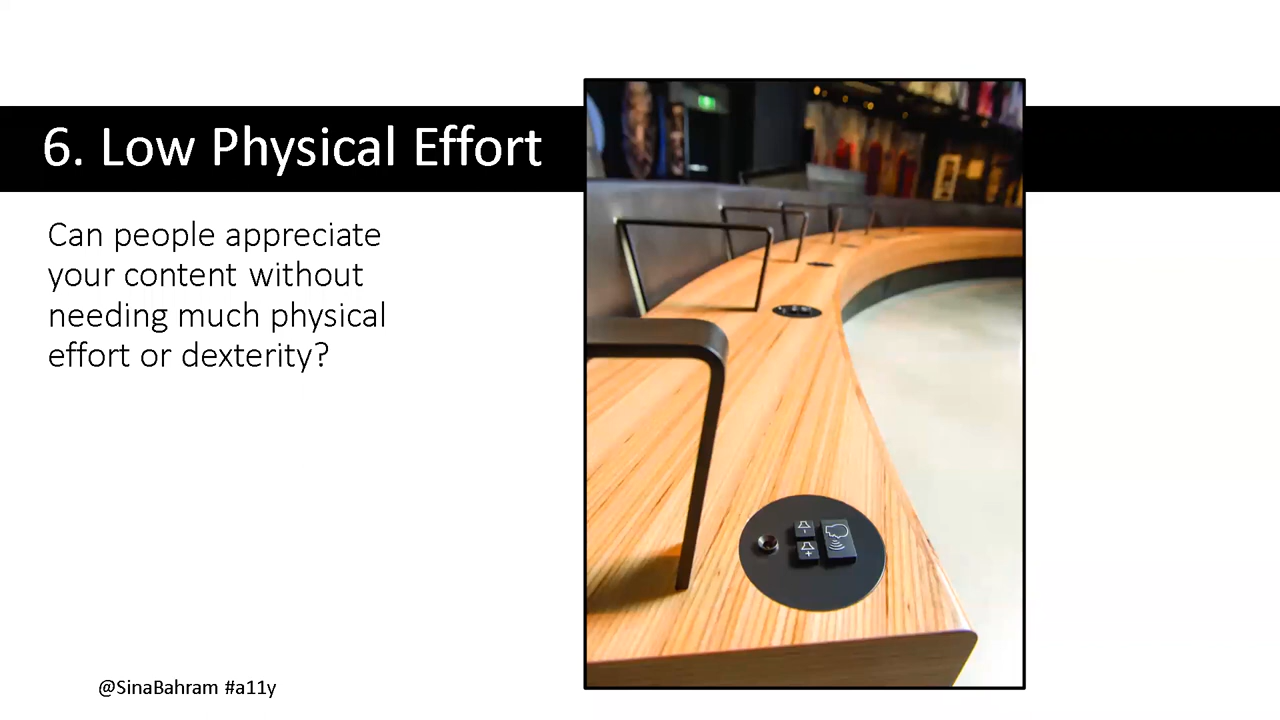 6. Low Physical Effort
Can people appreciate
your content without
needing much physical
effort or dexterity?
-
+
@SinaBahram #a11y